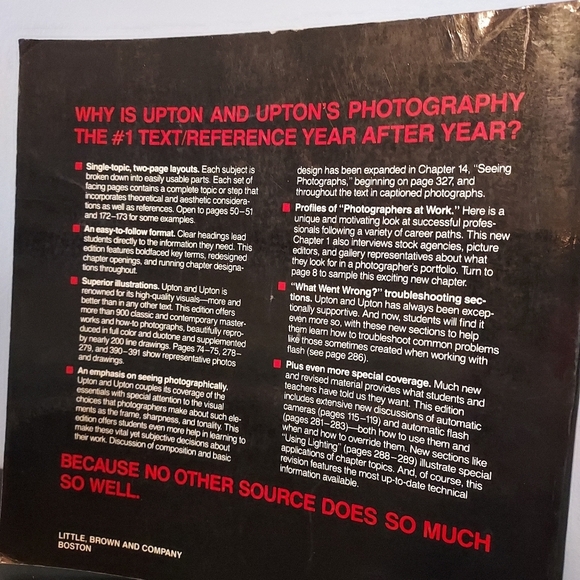 WHY IS UPTON AND UPTON'S PHOTOGRAPHY
THE #1 TEXT/REFERENCE YEAR AFTER YEAR?
Single-topic, two-page layouts. Each subject is
broken down into easily usable parts. Each set of
facing pages contains a complete topic or step that
incorporates theoretical and aesthetic considera-
tions as well as references. Open to pages 50–51
and 172–173 for some examples.
An easy-to-follow format. Clear headings lead
students directly to the information they need. This
edition features boldfaced key terms, redesigned
chapter openings, and running chapter designa-
tions throughout.
Superior illustrations. Upton and Upton is
renowned for its high-quality visuals—more and
better than in any other text. This edition offers
more than 900 classic and contemporary master-
works and how-to photographs, beautifully repro-
duced in full color and duotone and supplemented
by nearly 200 line drawings. Pages 74–75, 278–
279, and 390–391 show representative photos
and drawings.
An emphasis on seeing photographically.
Upton and Upton couples its coverage of the
essentials with special attention to the visual
choices that photographers make about such ele-
ments as the frame, sharpness, and tonality. This
edition offers students even more help in learning to
make these vital yet subjective decisions about
their work. Discussion of composition and basic
design has been expanded in Chapter 14, "Seeing
Photographs," beginning on page 327, and
throughout the text in captioned photographs.
Profiles of "Photographers at Work." Here is a
unique and motivating look at successful profes-
sionals following a variety of career paths. This new
Chapter 1 also interviews stock agencies, picture
editors, and gallery representatives about what
they look for in a photographer's portfolio. Turn to
page 8 to sample this exciting new chapter.
"What Went Wrong?" troubleshooting sec-
tions. Upton and Upton has always been excep-
tionally supportive. And now, students will find it
even more so, with these new sections to help
them learn how to troubleshoot common problems
like those sometimes created when working with
flash (see page 286).
Plus even more special coverage. Much new
and revised material provides what students and
teachers have told us they want. This edition
includes extensive new discussions of automatic
cameras (pages 115–119) and automatic flash
(pages 281–283)—both how to use them and
when and how to override them. New sections like
"Using Lighting" (pages 288–289) illustrate special
applications of chapter topics. And, of course, this
revision features the most up-to-date technical
information available.
BECAUSE NO OTHER SOURCE DOES SO MUCH
SO WELL.
LITTLE, BROWN AND COMPANY
BOSTON